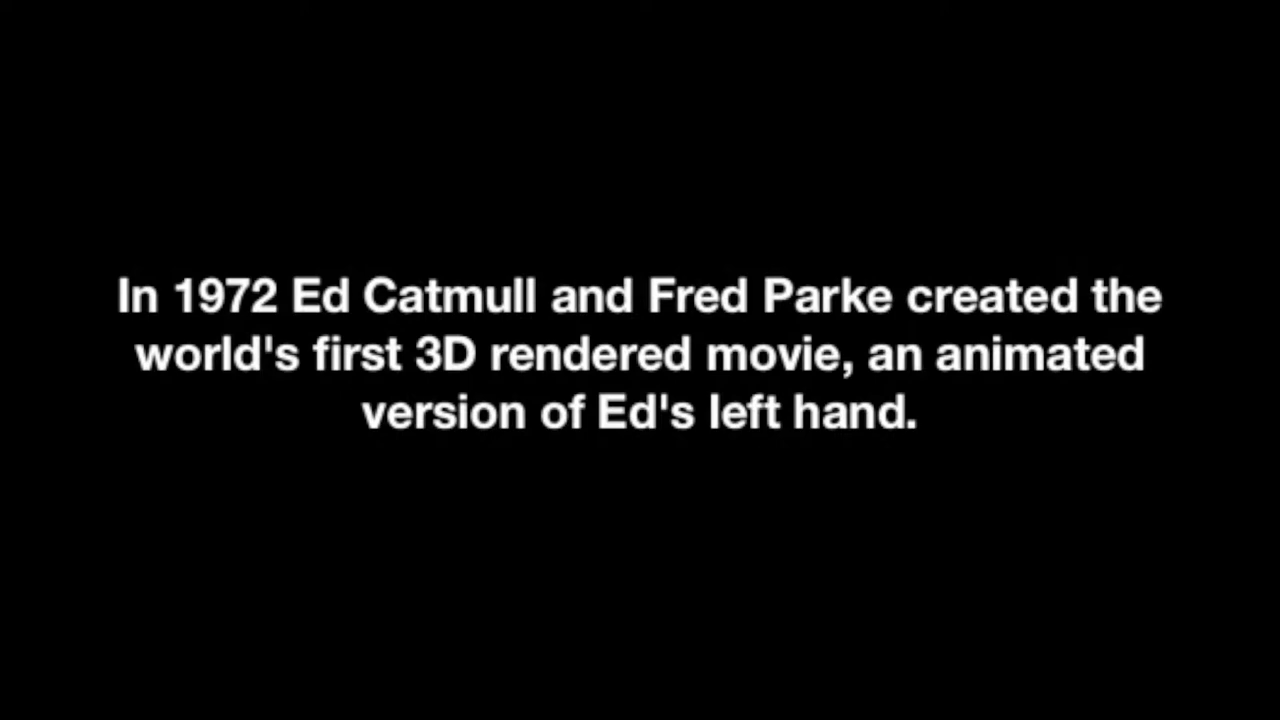 In 1972 Ed Catmull and Fred Parke created the
world's first 3D rendered movie, an animated
version of Ed's left hand.